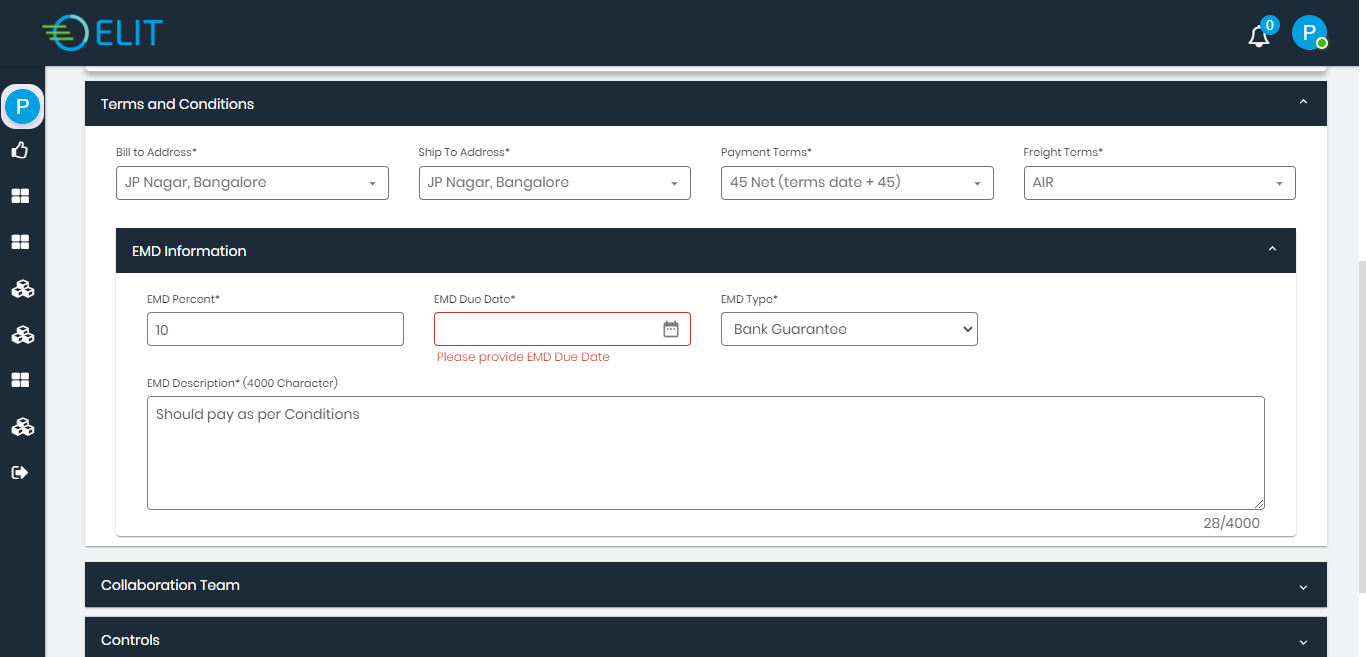 ELIT
0
P
P
Terms and Conditions
Bill to Address* Ship To Address* Payment Terms* Freight Terms*
JP Nagar, Bangalore JP Nagar, Bangalore 45 Net (terms date + 45) AIR
EMD Information
EMD Percent* EMD Due Date* EMD Type*
10 Bank Guarantee
Please provide EMD Due Date
EMD Description* (4000 Character)
Should pay as per Conditions
28/4000
Collaboration Team
Controls